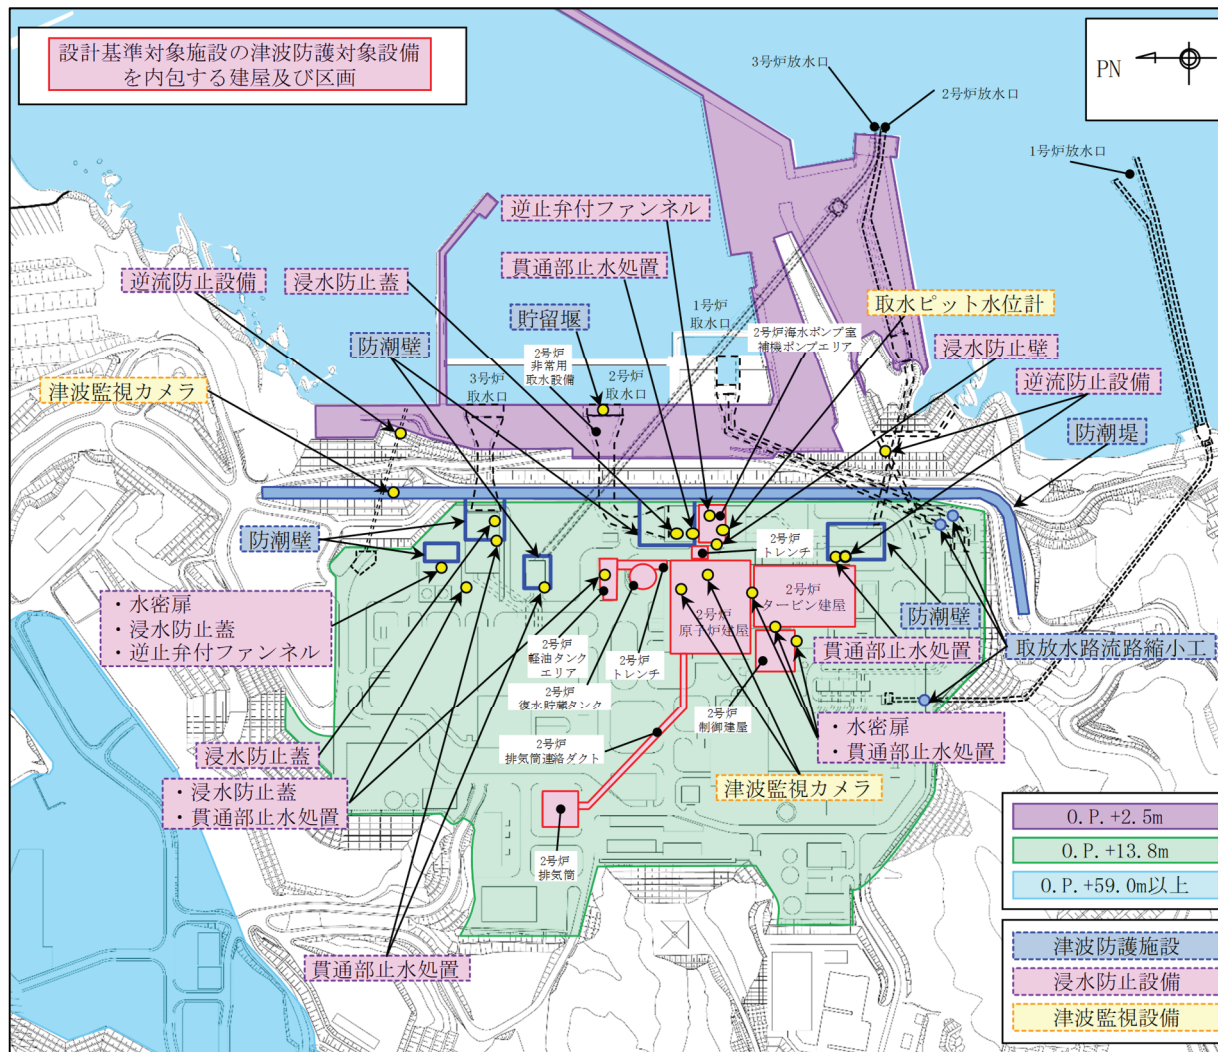 設計基準対象施設の津波防護対象設備
を内包する建屋及び区画
PN
3号炉放水口
2号炉放水口
1号炉放水口
逆止弁付ファンネル
貫通部止水処置
逆流防止設備
浸水防止蓋
貯留堰
1号炉
取水口
取水ピット水位計
2号炉海水ポンプ室
補機ポンプエリア
防潮壁
2号炉
非常用
取水設備
浸水防止壁
3号炉
取水口
2号炉
取水口
逆流防止設備
津波監視カメラ
防潮堤
防潮壁
2号炉
トレンチ
・水密扉
・浸水防止蓋
・逆止弁付ファンネル
2号炉
原子炉建屋
2号炉
タービン建屋
防潮壁
貫通部止水処置
取放水路流路縮小工
2号炉
軽油タンク
エリア
2号炉
トレンチ
2号炉
復水貯蔵タンク
2号炉
制御建屋
・水密扉
・貫通部止水処置
浸水防止蓋
2号炉
排気筒連絡ダクト
・浸水防止蓋
・貫通部止水処置
津波監視カメラ
2号炉
排気筒
貫通部止水処置
O.P.+2.5m
O.P.+13.8m
O.P.+59.0m以上
津波防護施設
浸水防止設備
津波監視設備